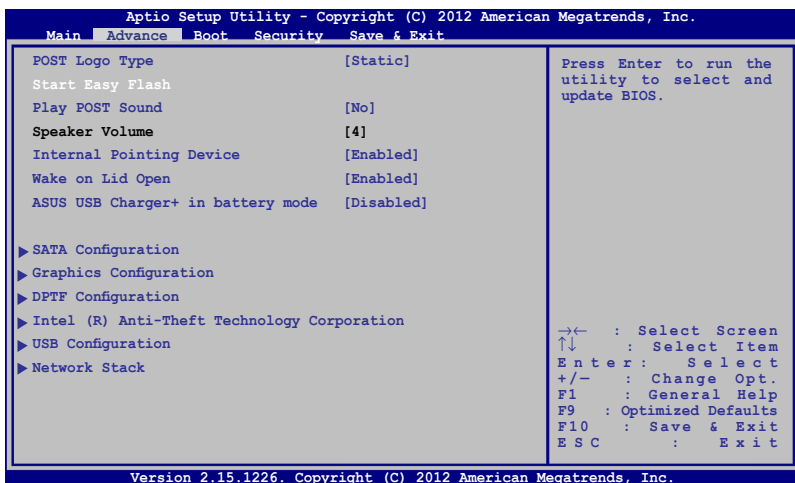 Aptio Setup Utility - Copyright (C) 2012 American Megatrends, Inc.
Main Advance Boot Security Save & Exit
POST Logo Type [Static]
Start Easy Flash
Play POST Sound [No]
Speaker Volume [4]
Internal Pointing Device [Enabled]
Wake on Lid Open [Enabled]
ASUS USB Charger+ in battery mode [Disabled]
SATA Configuration
Graphics Configuration
DPTF Configuration
Intel (R) Anti-Theft Technology Corporation
USB Configuration
Network Stack
Press Enter to run the
utility to select and
update BIOS.
→← : Select Screen
↑↓ : Select Item
Enter: Select
+/— : Change Opt.
F1 : General Help
F9 : Optimized Defaults
F10 : Save & Exit
ESC : Exit
Version 2.15.1226. Copyright (C) 2012 American Megatrends, Inc.